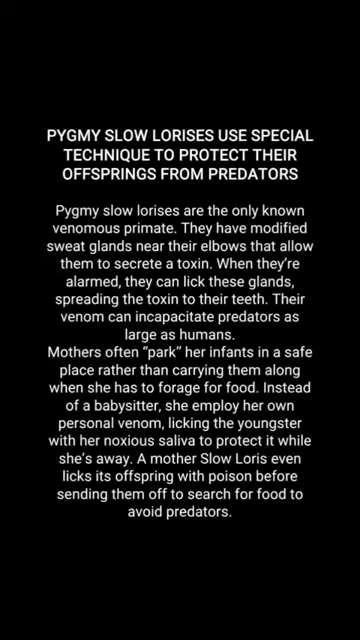 PYGMY SLOW LORISES USE SPECIAL
TECHNIQUE TO PROTECT THEIR
OFFSPRINGS FROM PREDATORS
Pygmy slow lorises are the only known
venomous primate. They have modified
sweat glands near their elbows that allow
them to secrete a toxin. When they're
alarmed, they can lick these glands,
spreading the toxin to their teeth. Their
venom can incapacitate predators as
large as humans.
Mothers often “park” her infants in a safe
place rather than carrying them along
when she has to forage for food. Instead
of a babysitter, she employ her own
personal venom, licking the youngster
with her noxious saliva to protect it while
she's away. A mother Slow Loris even
licks its offspring with poison before
sending them off to search for food to
avoid predators.